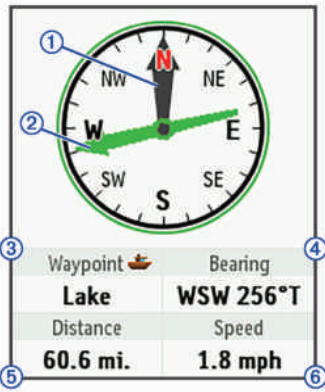 ①
N
NW NE
②
W E
SW SE
S
③ ④
Waypoint Bearing
Lake WSW 256°T
Distance Speed
60.6 mi. 1.8 mph
⑤ ⑥